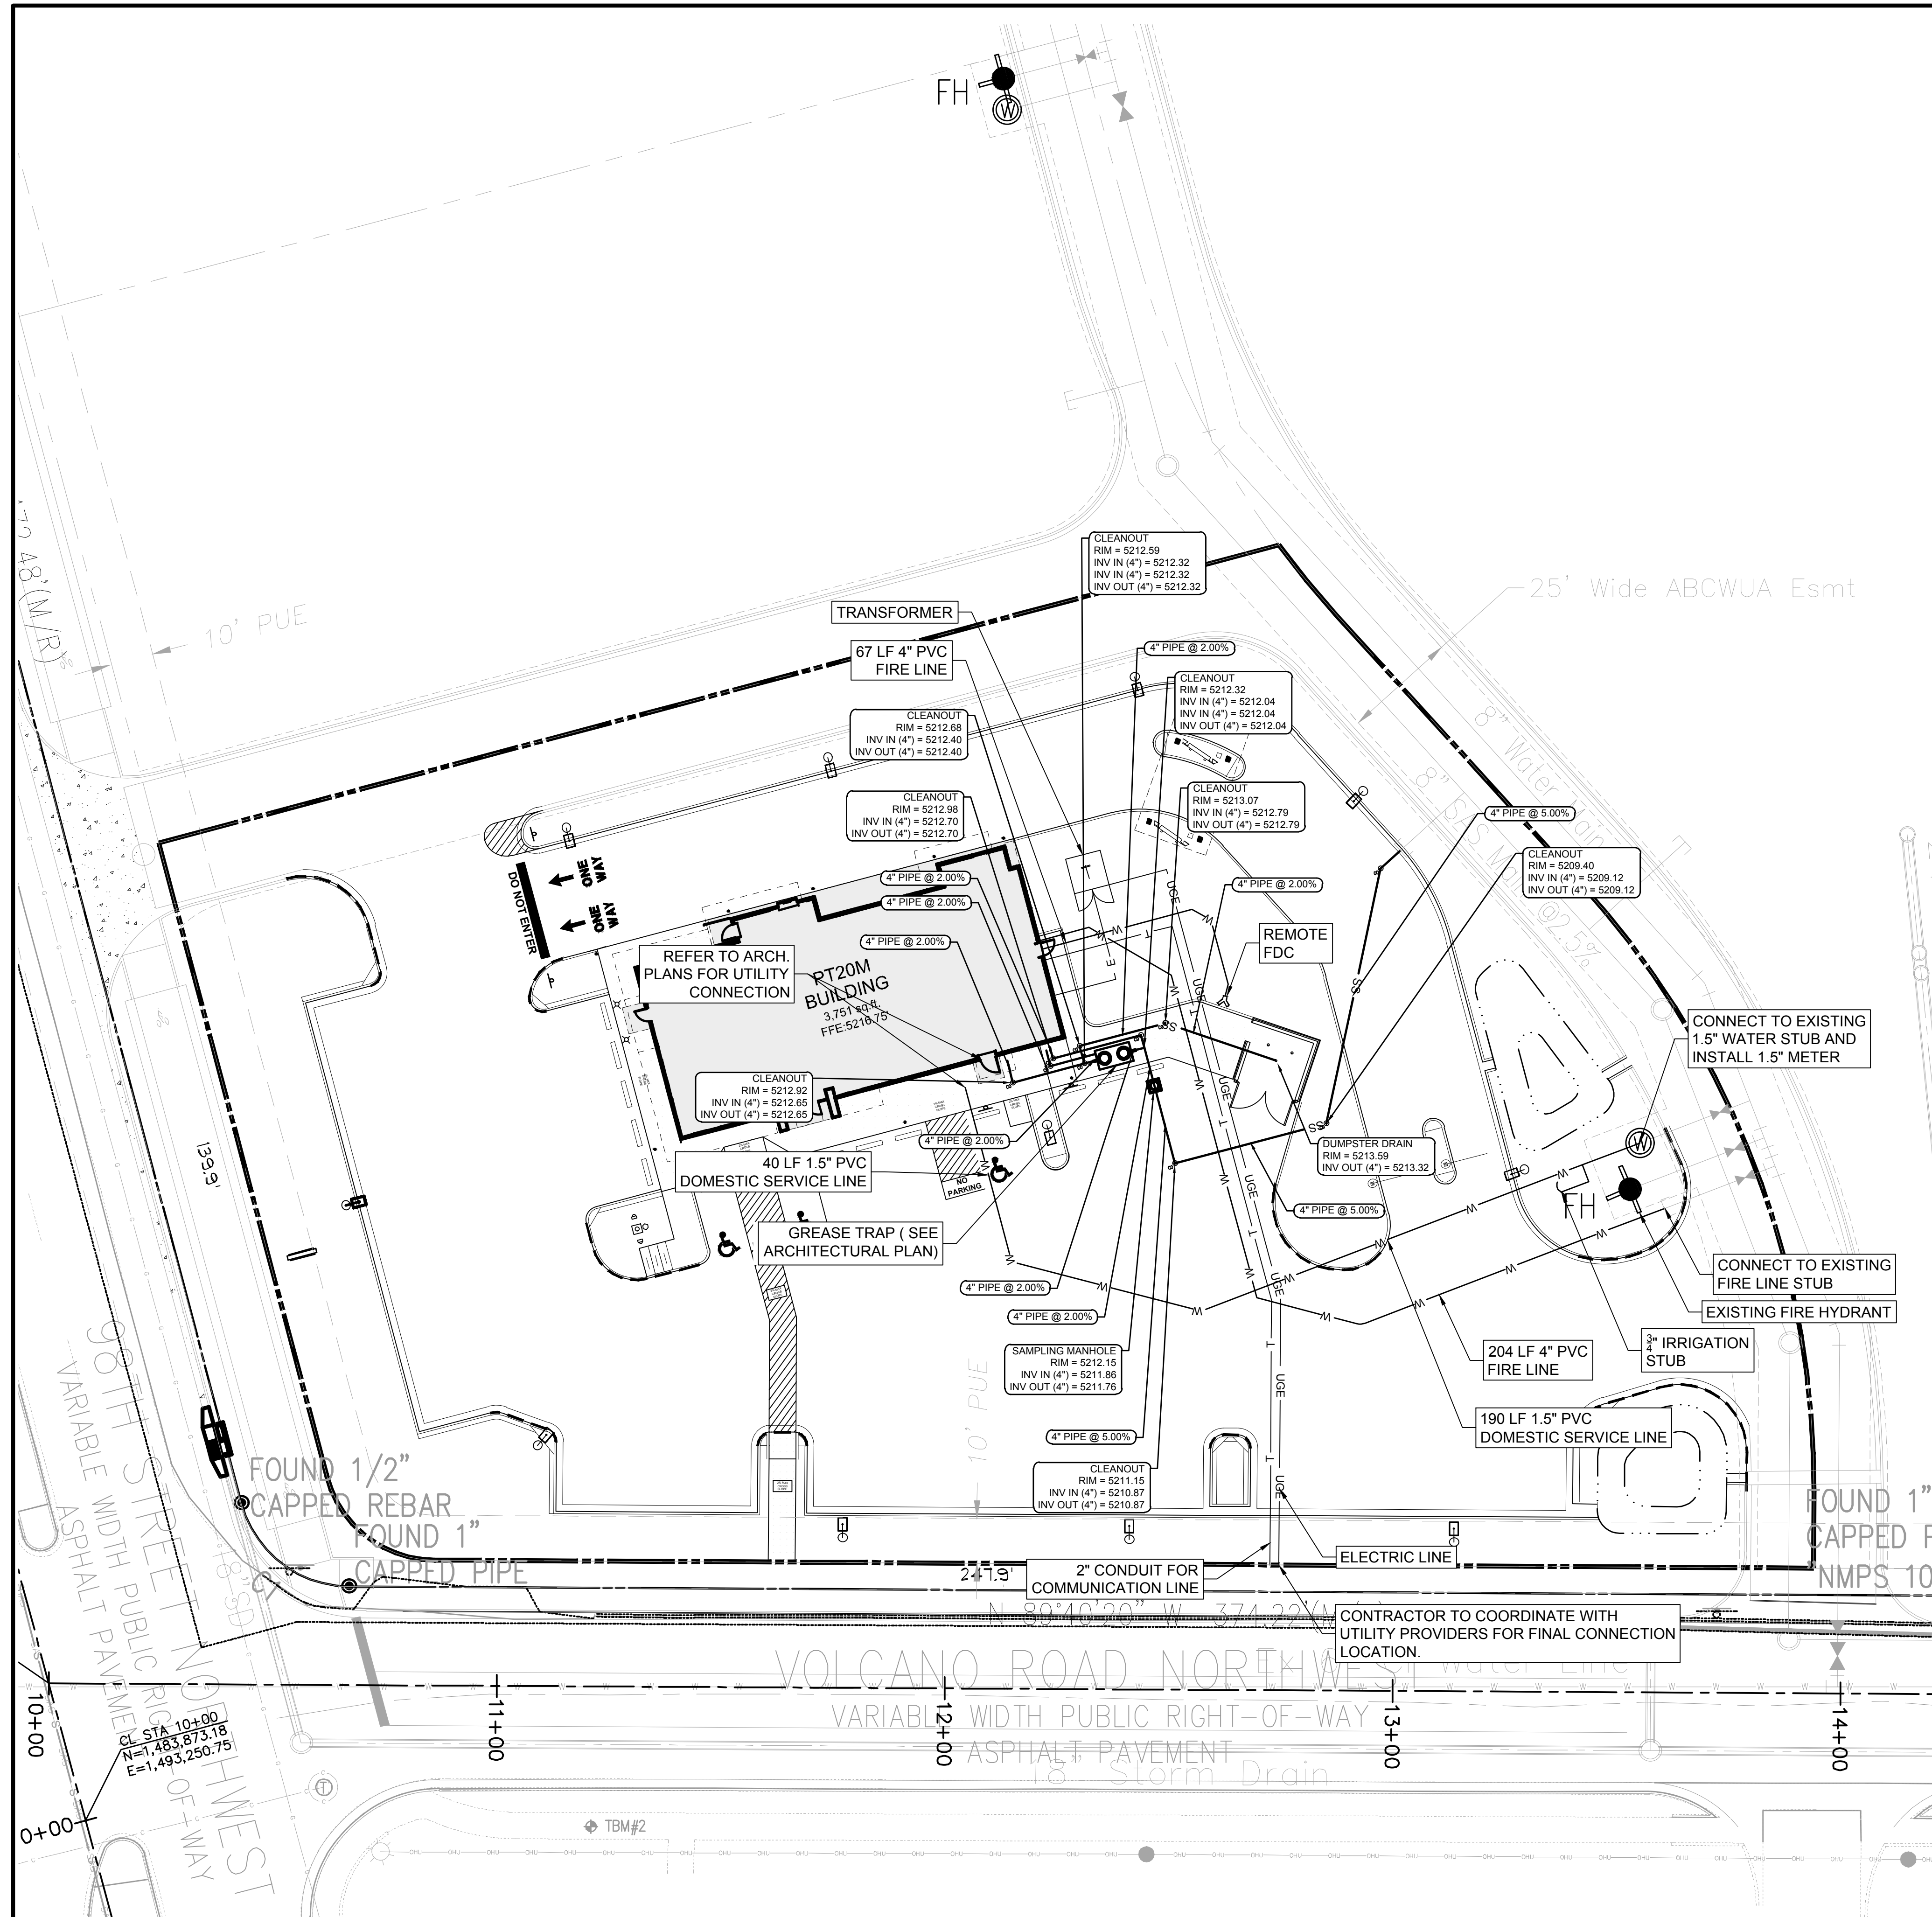 FH
W
10' PUE
25' Wide ABCWUA Esmt
CLEANOUT
RIM = 5212.59
INV IN (4") = 5212.32
INV IN (4") = 5212.32
INV OUT (4") = 5212.32
TRANSFORMER
67 LF 4" PVC
FIRE LINE
4" PIPE @ 2.00%
CLEANOUT
RIM = 5212.32
INV IN (4") = 5212.04
INV IN (4") = 5212.04
INV OUT (4") = 5212.04
CLEANOUT
RIM = 5212.68
INV IN (4") = 5212.40
INV OUT (4") = 5212.40
CLEANOUT
RIM = 5213.07
INV IN (4") = 5212.79
INV OUT (4") = 5212.79
CLEANOUT
RIM = 5212.98
INV IN (4") = 5212.70
INV OUT (4") = 5212.70
8" Water Main
4" PIPE @ 5.00%
CLEANOUT
RIM = 5209.40
INV IN (4") = 5209.12
INV OUT (4") = 5209.12
4" PIPE @ 2.00%
4" PIPE @ 2.00%
4" PIPE @ 2.00%
4" PIPE @ 2.00%
ONE
WAY
ONE
WAY
DO NOT ENTER
REMOTE
FDC
REFER TO ARCH.
PLANS FOR UTILITY
CONNECTION
PT20M
BUILDING
3,751 sq.ft.
FFE:5216.75'
CONNECT TO EXISTING
1.5" WATER STUB AND
INSTALL 1.5" METER
CLEANOUT
RIM = 5212.92
INV IN (4") = 5212.65
INV OUT (4") = 5212.65
4" PIPE @ 2.00%
DUMPSTER DRAIN
RIM = 5213.59
INV OUT (4") = 5213.32
W
FH
139.9'
40 LF 1.5" PVC
DOMESTIC SERVICE LINE
NO
PARKING
4" PIPE @ 5.00%
GREASE TRAP ( SEE
ARCHITECTURAL PLAN)
CONNECT TO EXISTING
FIRE LINE STUB
4" PIPE @ 2.00%
EXISTING FIRE HYDRANT
4" PIPE @ 2.00%
SAMPLING MANHOLE
RIM = 5212.15
INV IN (4") = 5211.86
INV OUT (4") = 5211.76
204 LF 4" PVC
FIRE LINE
3/4" IRRIGATION
STUB
10' PUE
190 LF 1.5" PVC
DOMESTIC SERVICE LINE
4" PIPE @ 5.00%
CLEANOUT
RIM = 5211.15
INV IN (4") = 5210.87
INV OUT (4") = 5210.87
FOUND 1/2"
CAPPED REBAR
FOUND 1"
CAPPED PIPE
FOUND 1"
CAPPED P
NMPS 10
ELECTRIC LINE
2" CONDUIT FOR
COMMUNICATION LINE
247.9'
N 89°40'20" W 374.22'
CONTRACTOR TO COORDINATE WITH
UTILITY PROVIDERS FOR FINAL CONNECTION
LOCATION.
98TH STREET NORTHWEST
VARIABLE WIDTH PUBLIC RIGHT-OF-WAY
ASPHALT PAVEMENT
8"SD
VOLCANO ROAD NORTHWEST
Water Line
VARIABLE WIDTH PUBLIC RIGHT-OF-WAY
ASPHALT PAVEMENT
18" Storm Drain
10+00
11+00
12+00
13+00
14+00
CL STA 10+00
N=1,483,873.18
E=1,493,250.75
0+00
T
TBM#2